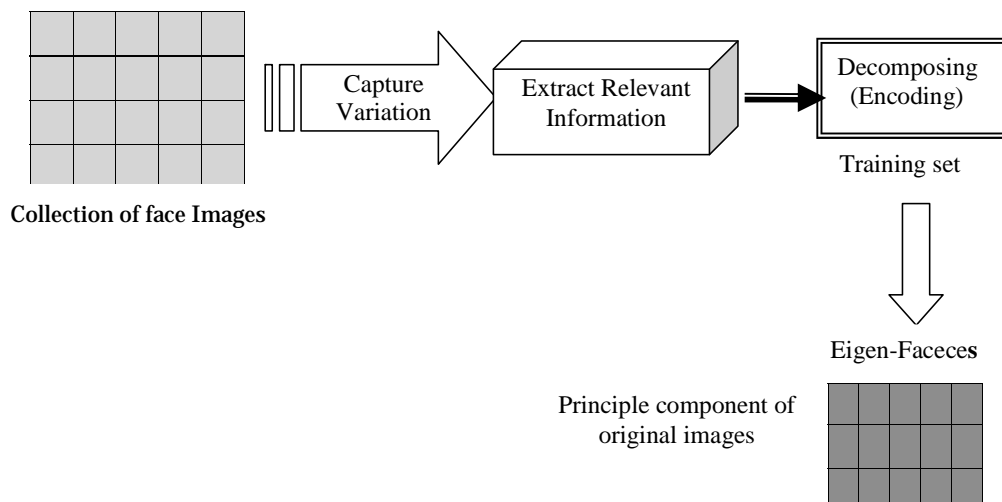 Capture
Variation
Extract Relevant
Information
Decomposing
(Encoding)
Training set
Collection of face Images
Eigen-Faceces
Principle component of
original images